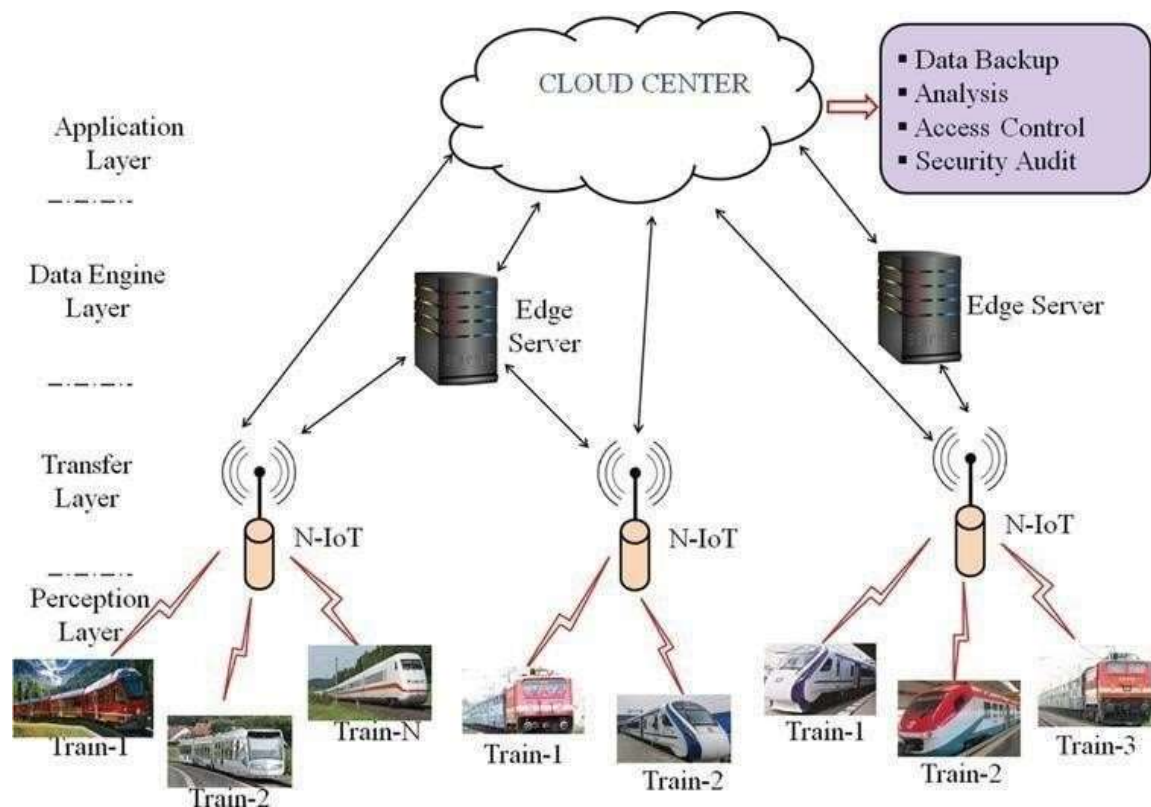 CLOUD CENTER
▪ Data Backup
▪ Analysis
▪ Access Control
▪ Security Audit
Application
Layer
Data Engine
Layer
Edge
Server
Edge Server
Transfer
Layer
N-IoT
N-IoT
N-IoT
Perception
Layer
Train-1
Train-2
Train-N
Train-1
Train-2
Train-1
Train-2
Train-3